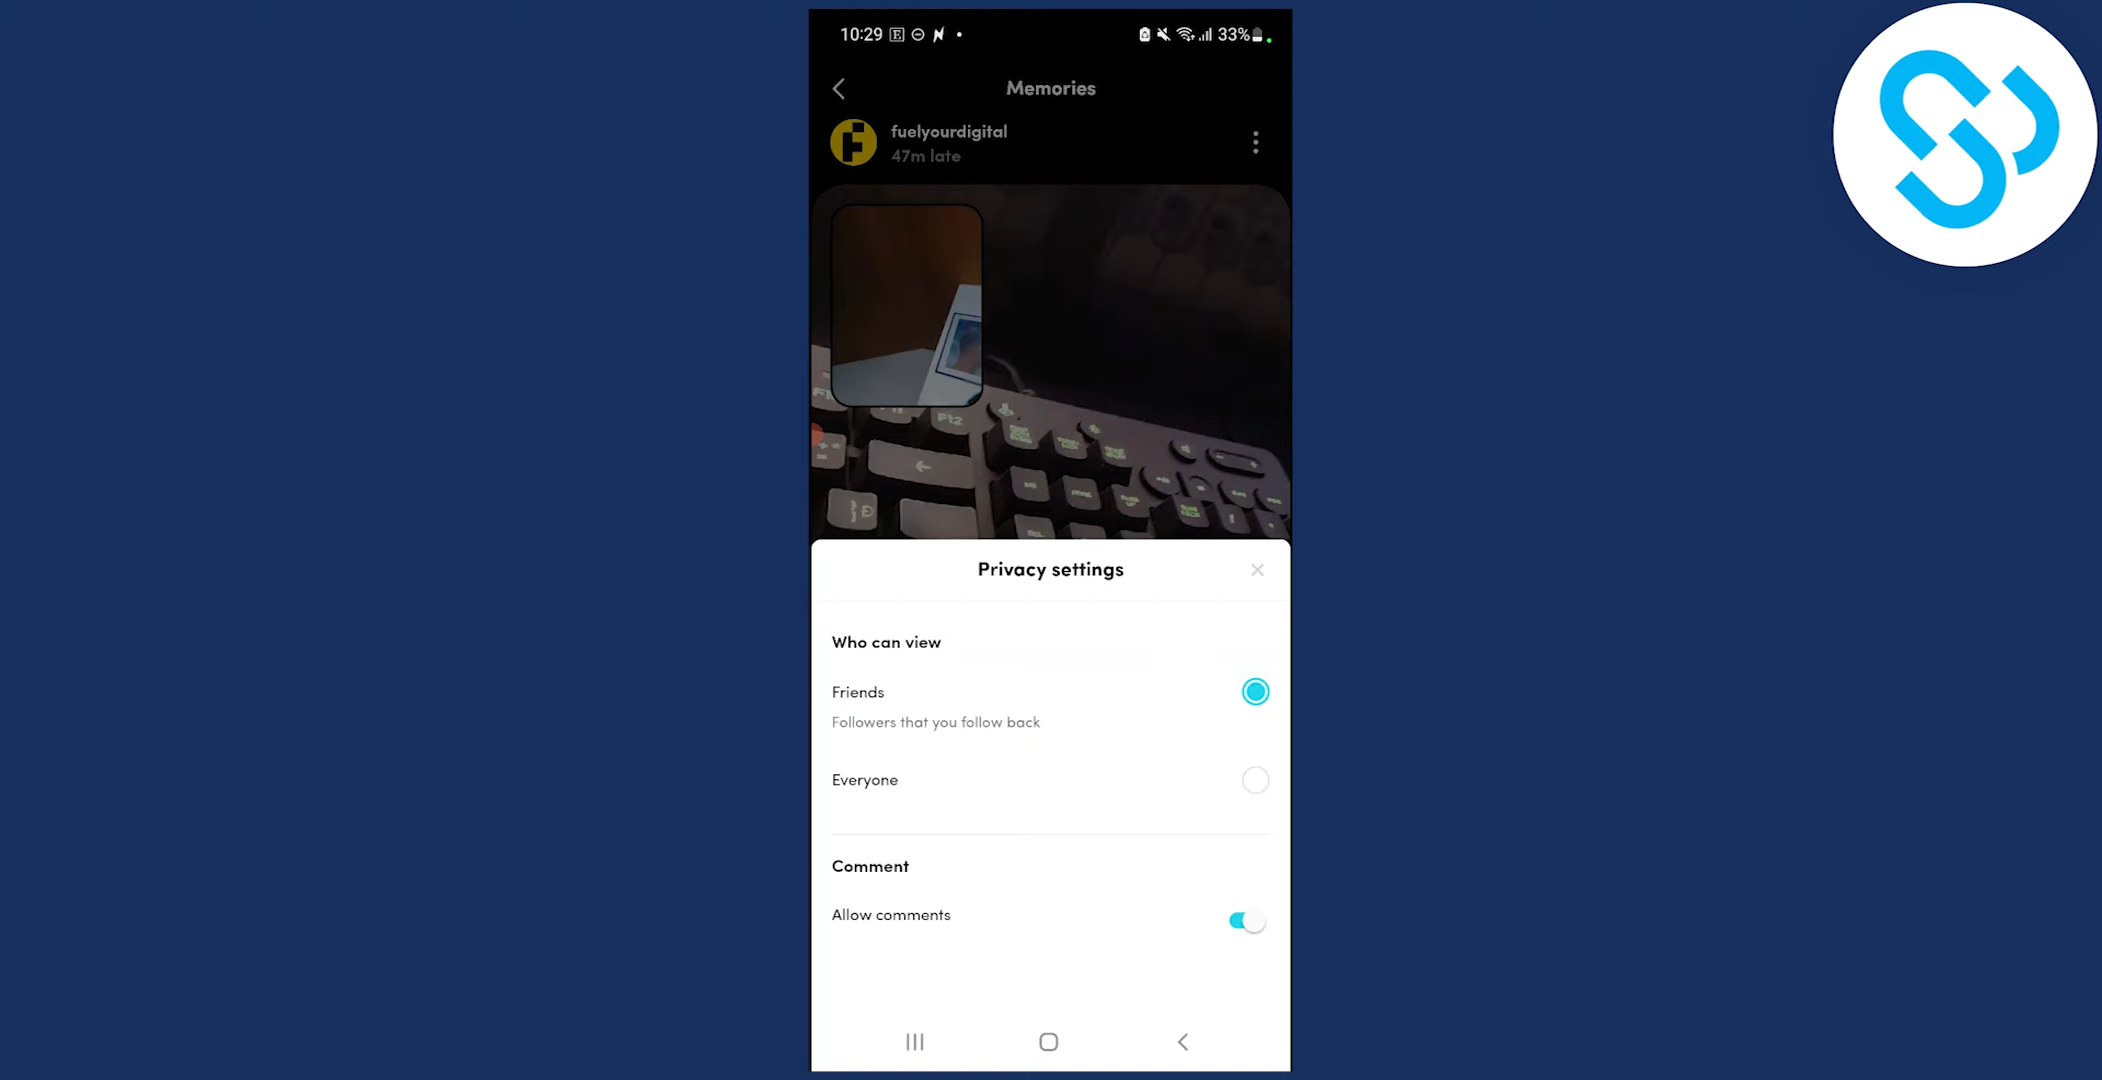 10:29
33%
Memories
fuelyourdigital
47m late
F12
Privacy settings
Who can view
Friends
Followers that you follow back
Everyone
Comment
Allow comments